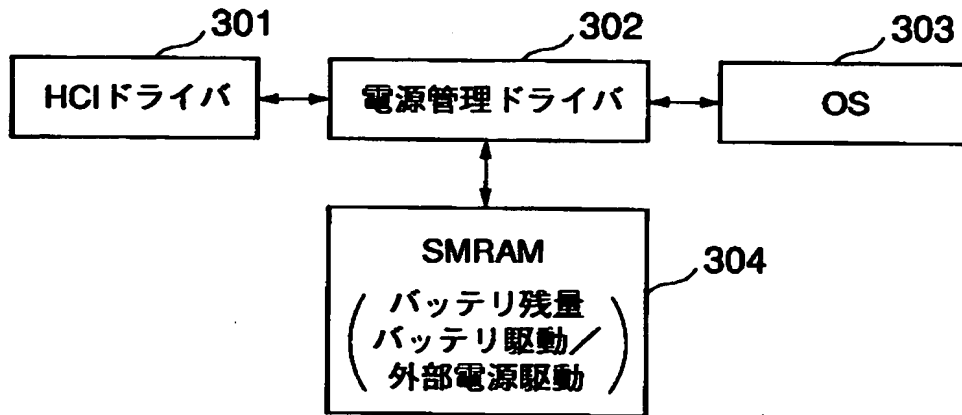 301
302
303
HCIドライバ
電源管理ドライバ
OS
SMRAM
304
バッテリ残量
バッテリ駆動/
外部電源駆動